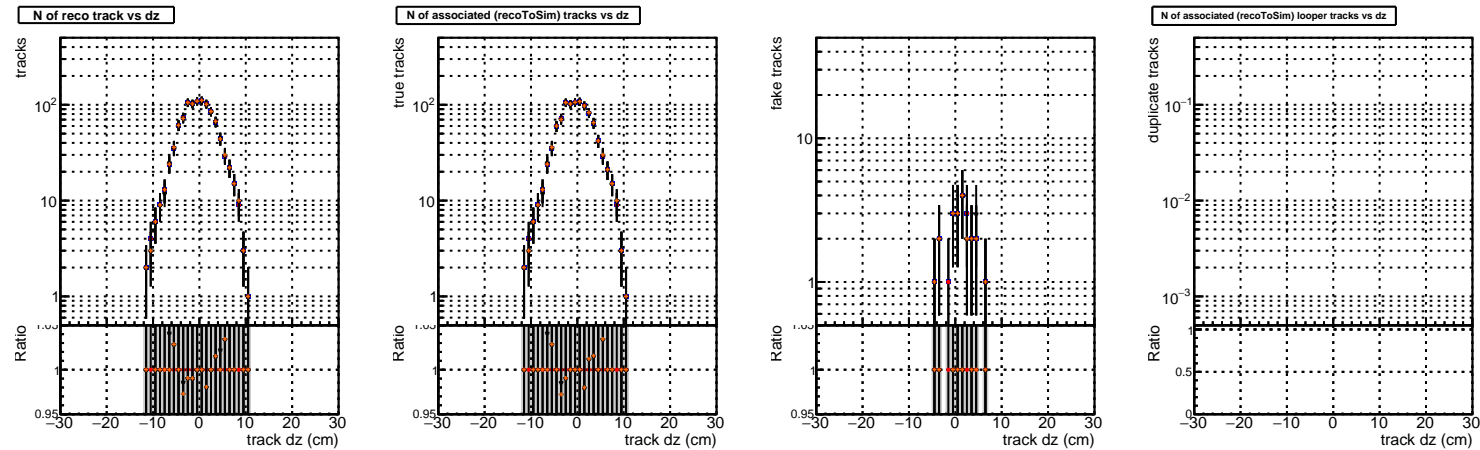 N of reco track vs dz
tracks
10²
10
1
Ratio
1.05
1
0.95
−30 −20 −10 0 10 20 30
track dz (cm)
N of associated (recoToSim) tracks vs dz
true tracks
10²
10
1
Ratio
1.05
1
0.95
−30 −20 −10 0 10 20 30
track dz (cm)
fake tracks
10
1
Ratio
1.05
1
0.95
−30 −20 −10 0 10 20 30
track dz (cm)
N of associated (recoToSim) looper tracks vs dz
duplicate tracks
10⁻¹
10⁻²
10⁻³
Ratio
1
0.5
0
−30 −20 −10 0 10 20 30
track dz (cm)